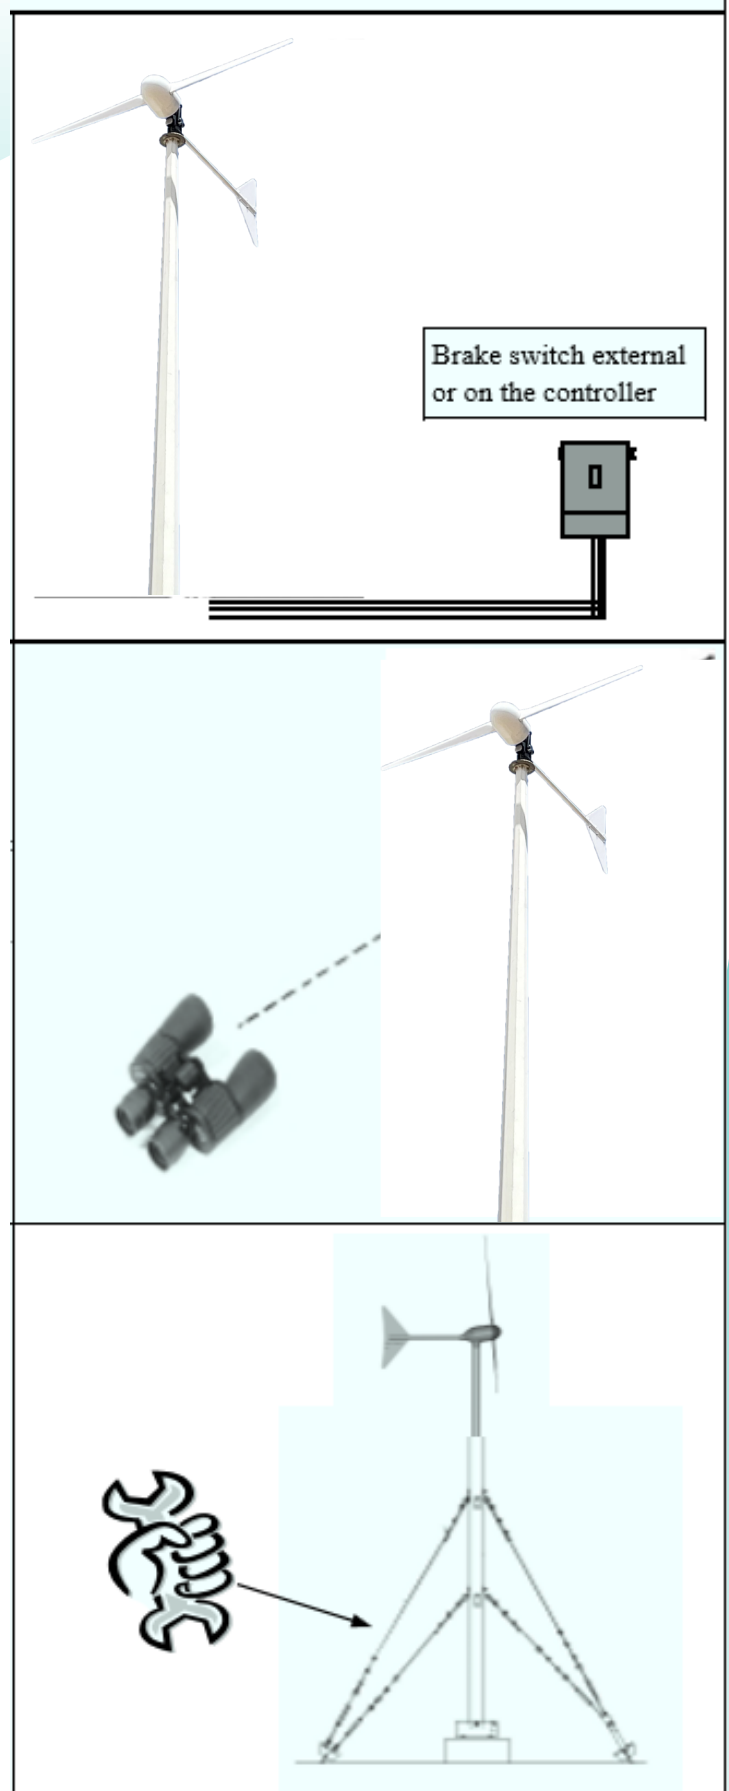 Brake switch external
or on the controller